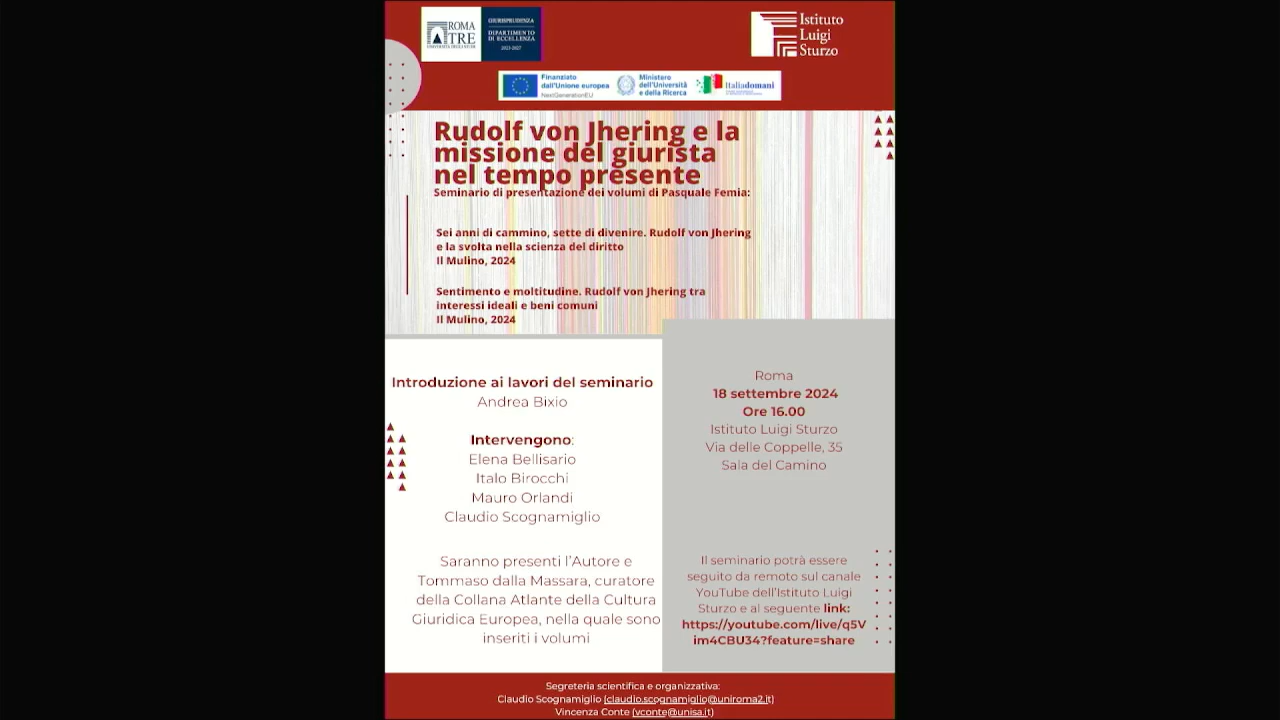 ROMA
TRE
UNIVERSITÀ DEGLI STUDI
GIURISPRUDENZA
DIPARTIMENTO
DI ECCELLENZA
2023-2027
Istituto
Luigi
Sturzo
Finanziato
dall'Unione europea
NextGenerationEU
Ministero
dell'Università
e della Ricerca
Italiadomani
Rudolf von Jhering e la
missione del giurista
nel tempo presente
Seminario di presentazione dei volumi di Pasquale Femia:
Sei anni di cammino, sette di divenire. Rudolf von Jhering
e la svolta nella scienza del diritto
Il Mulino, 2024
Sentimento e moltitudine. Rudolf von Jhering tra
interessi ideali e beni comuni
Il Mulino, 2024
Introduzione ai lavori del seminario
Andrea Bixio
Intervengono:
Elena Bellisario
Italo Birocchi
Mauro Orlandi
Claudio Scognamiglio
Saranno presenti l'Autore e
Tommaso dalla Massara, curatore
della Collana Atlante della Cultura
Giuridica Europea, nella quale sono
inseriti i volumi
Roma
18 settembre 2024
Ore 16.00
Istituto Luigi Sturzo
Via delle Coppelle, 35
Sala del Camino
Il seminario potrà essere
seguito da remoto sul canale
YouTube dell'Istituto Luigi
Sturzo e al seguente link:
https://youtube.com/live/q5V
im4CBU34?feature=share
Segreteria scientifica e organizzativa:
Claudio Scognamiglio (claudio.scognamiglio@uniroma2.it)
Vincenza Conte (vconte@unisa.it)